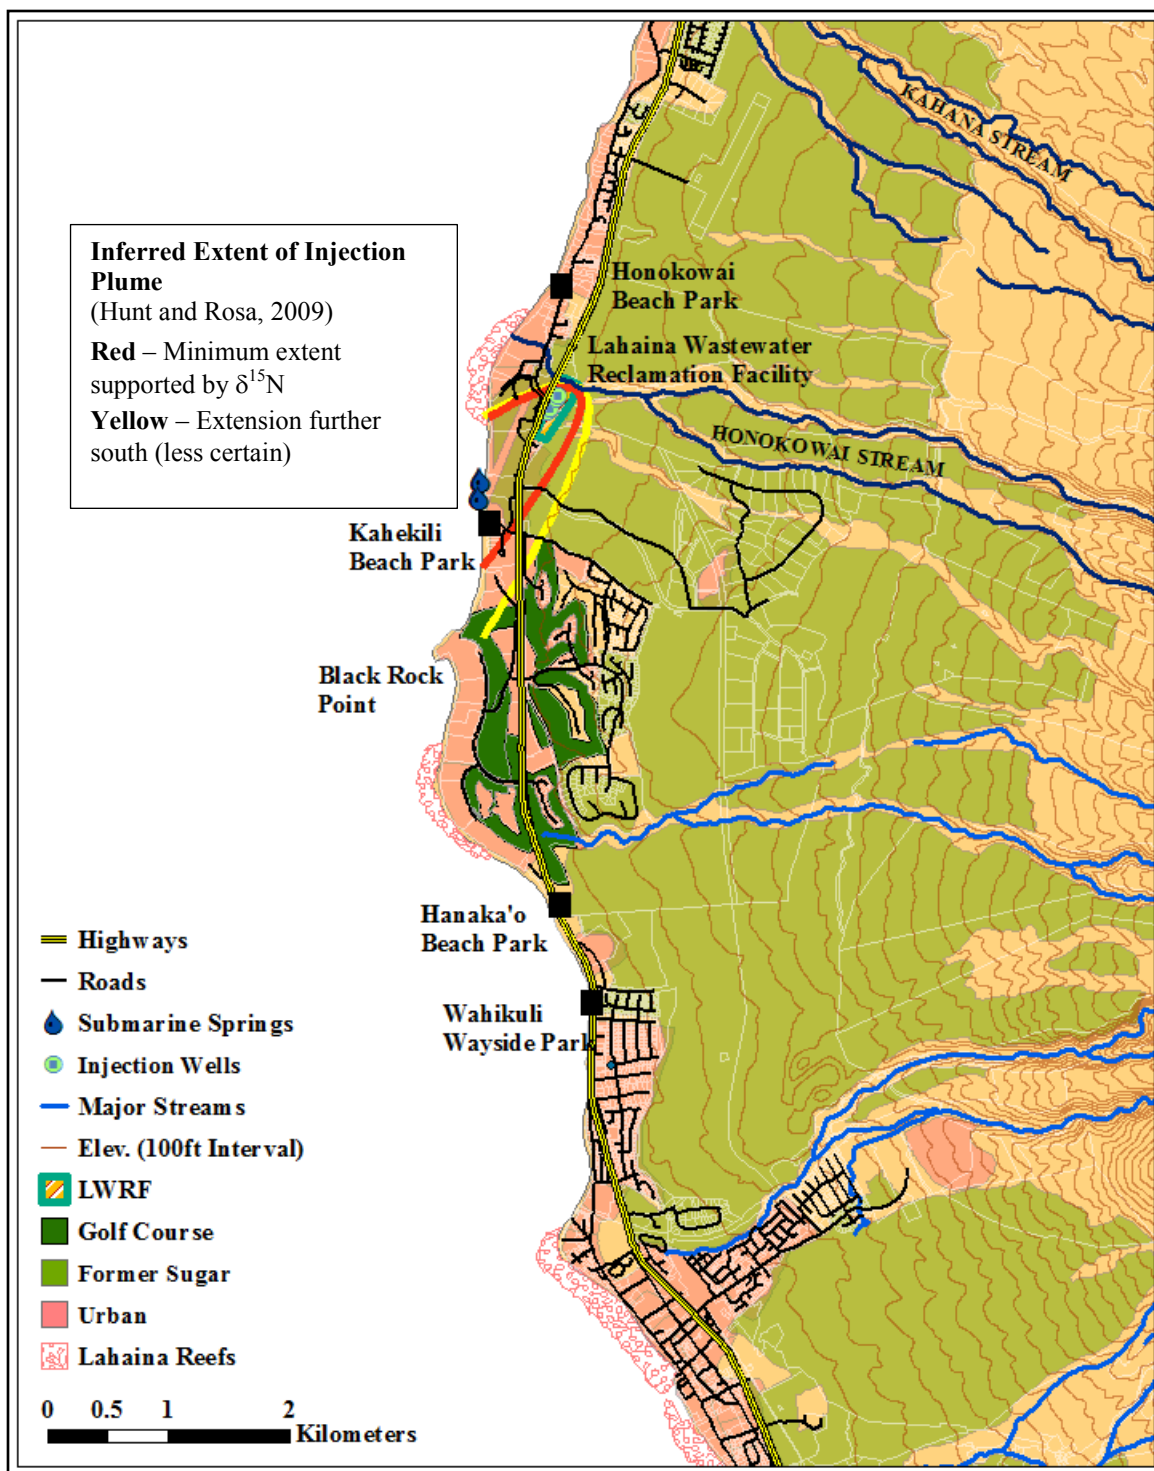 KAHANA STREAM
Inferred Extent of Injection
Plume
(Hunt and Rosa, 2009)
Red – Minimum extent
supported by δ¹⁵N
Yellow – Extension further
south (less certain)
Honokowai
Beach Park
Lahaina Wastewater
Reclamation Facility
HONOKOWAI STREAM
Kahekili
Beach Park
Black Rock
Point
Hanaka'o
Beach Park
Wahikuli
Wayside Park
Highways
Roads
Submarine Springs
Injection Wells
Major Streams
Elev. (100ft Interval)
LWRF
Golf Course
Former Sugar
Urban
Lahaina Reefs
0 0.5 1 2
Kilometers